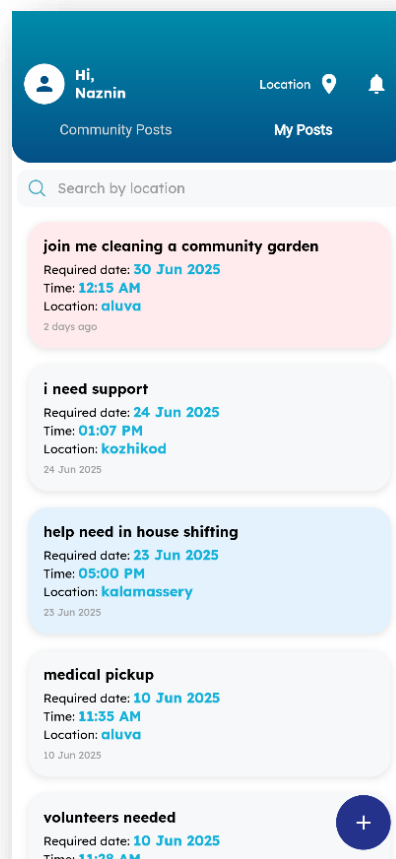 Hi,
Naznin
Location
Community Posts
My Posts
Search by location
join me cleaning a community garden
Required date: 30 Jun 2025
Time: 12:15 AM
Location: aluva
2 days ago
i need support
Required date: 24 Jun 2025
Time: 01:07 PM
Location: kozhikod
24 Jun 2025
help need in house shifting
Required date: 23 Jun 2025
Time: 05:00 PM
Location: kalamassery
23 Jun 2025
medical pickup
Required date: 10 Jun 2025
Time: 11:35 AM
Location: aluva
10 Jun 2025
volunteers needed
Required date: 10 Jun 2025
Time: 11:28 AM
+